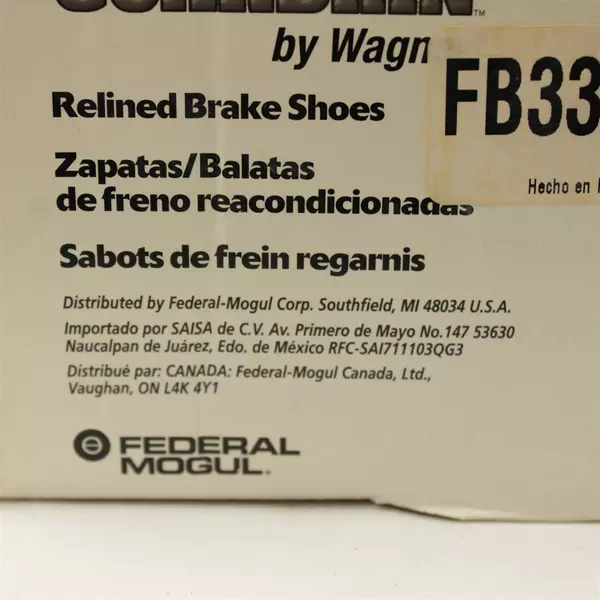 by
Relined Brake Shoes
FB33
Zapatas/Balatas
de freno reacondicionadas
Hecho en
Sabots de frein regarnis
Distributed by Federal-Mogul Corp. Southfield, MI 48034 U.S.A.
Importado por SAISA de C.V. Av. Primero de Mayo No.147 53630
Naucalpan de Juárez, Edo. de México RFC-SAI711103QG3
Distribué par: CANADA: Federal-Mogul Canada, Ltd.,
Vaughan, ON L4K 4Y1
FEDERAL
MOGUL.